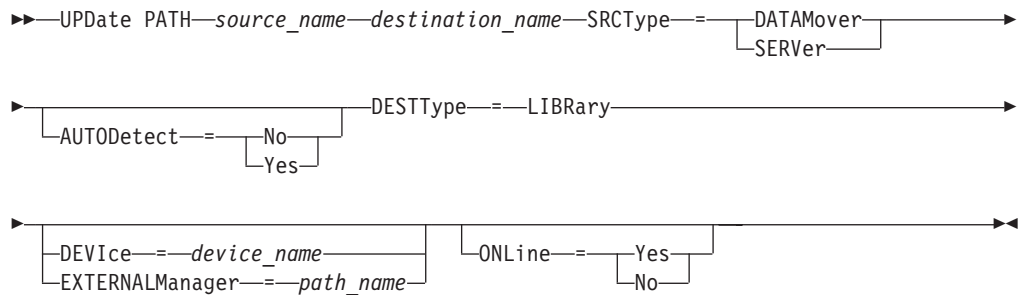 UPDate PATH source_name destination_name SRCType = DATAMover
SERVer
AUTODetect = No
Yes
DESTType = LIBRary
DEVIce = device_name
EXTERNALManager = path_name
ONLine = Yes
No